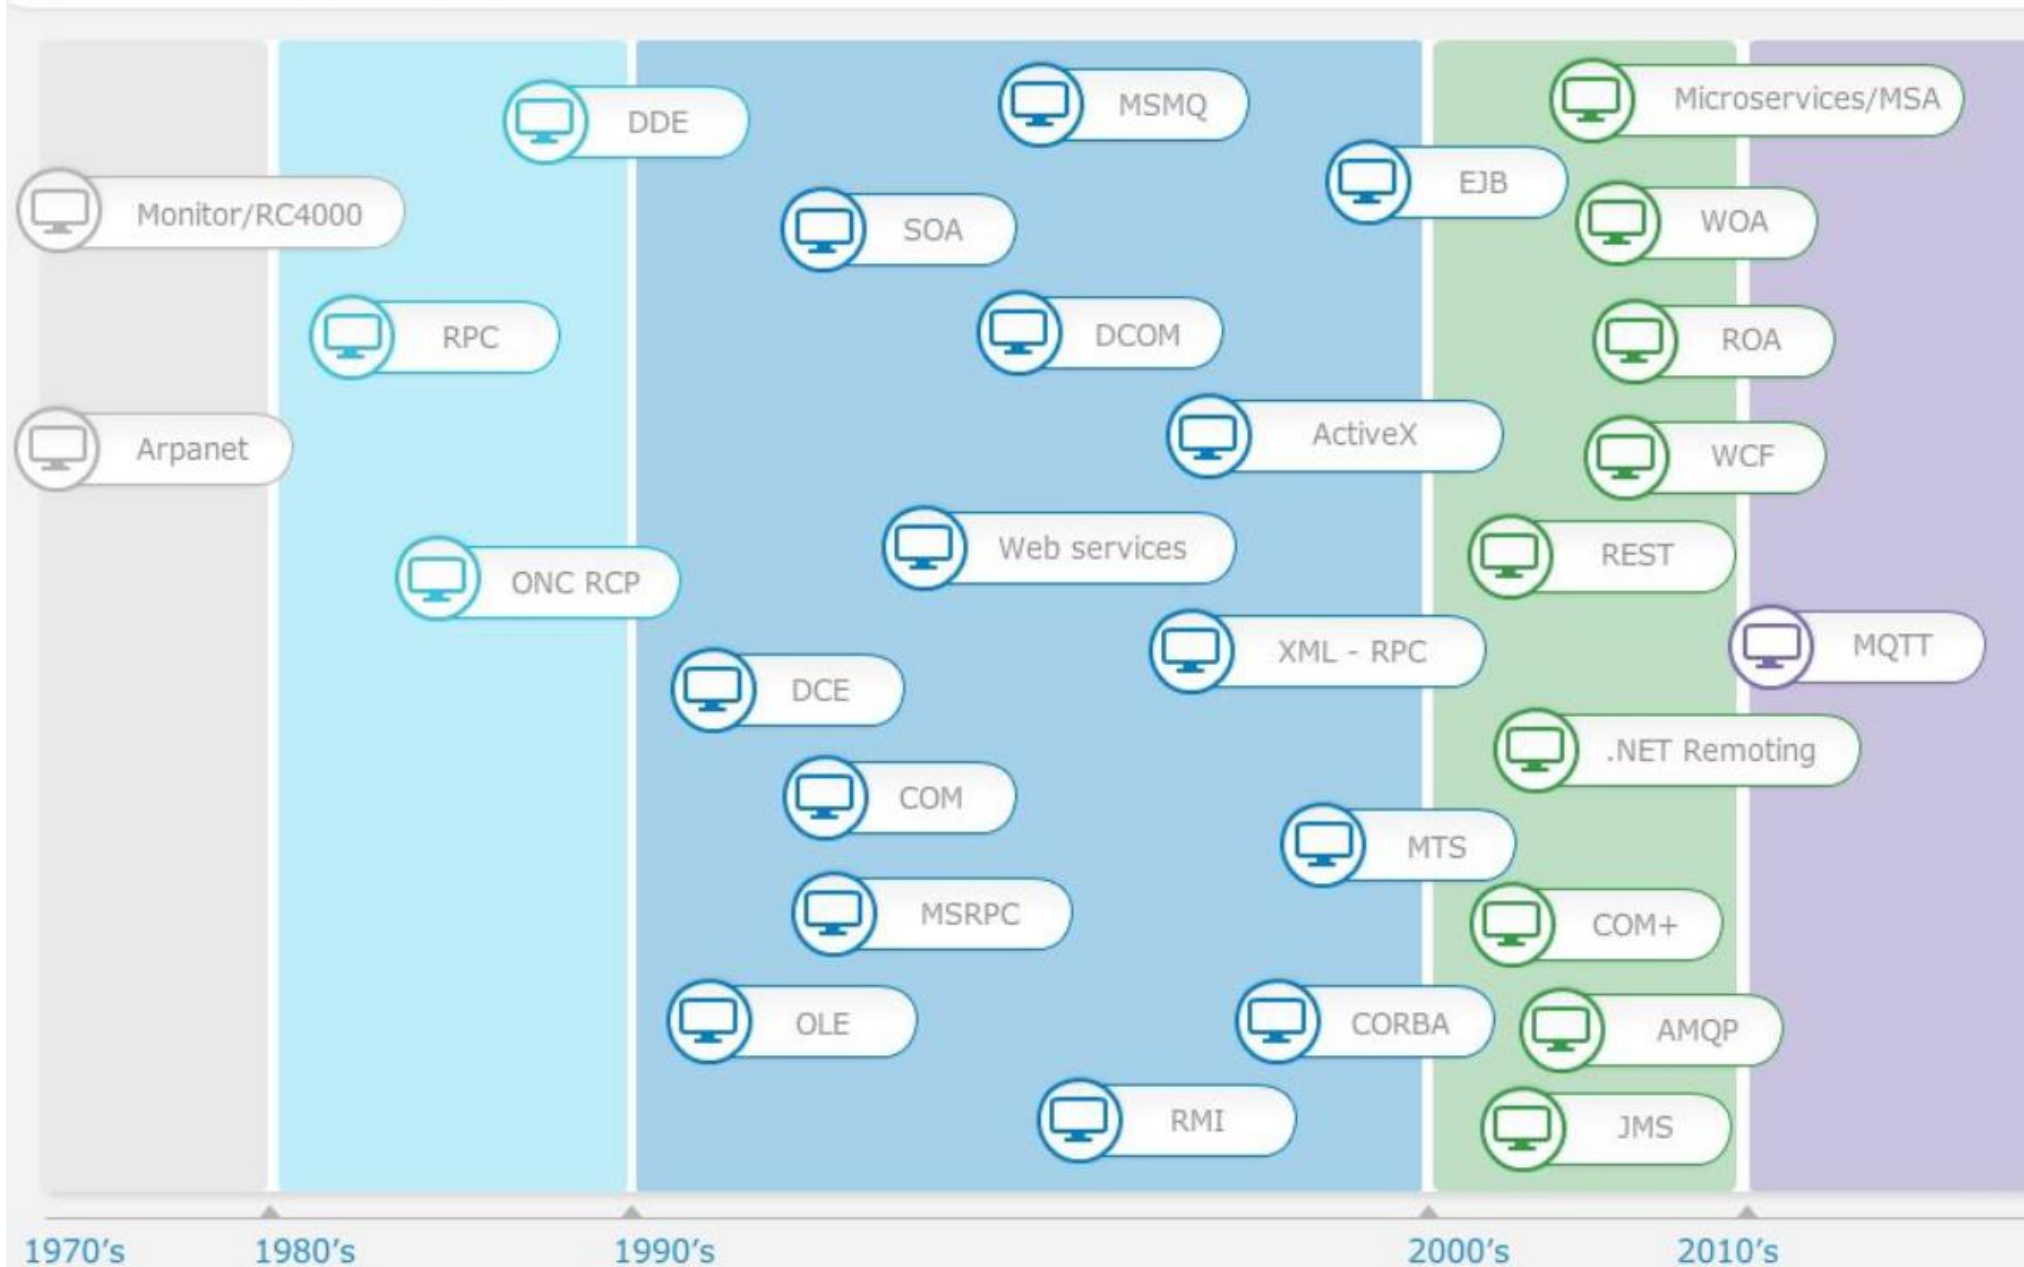 DDE
MSMQ
Microservices/MSA
EJB
Monitor/RC4000
SOA
WOA
RPC
DCOM
ROA
Arpanet
ActiveX
WCF
Web services
REST
ONC RCP
XML - RPC
MQTT
DCE
.NET Remoting
COM
MTS
MSRPC
COM+
OLE
CORBA
AMQP
RMI
JMS
1970's 1980's 1990's 2000's 2010's